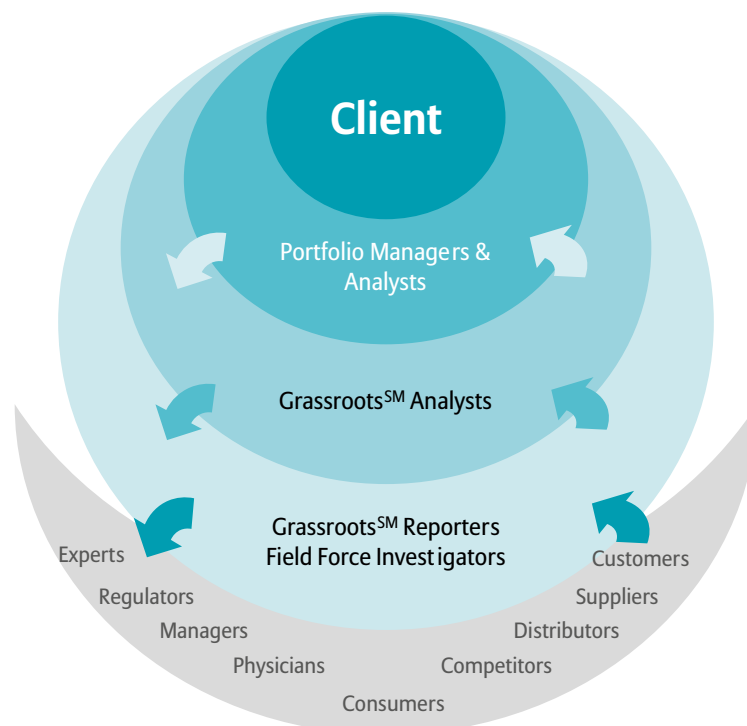 Client
Portfolio Managers &
Analysts
Grassroots℠ Analysts
Grassroots℠ Reporters
Field Force Investigators
Experts
Customers
Regulators
Suppliers
Managers
Distributors
Physicians
Competitors
Consumers